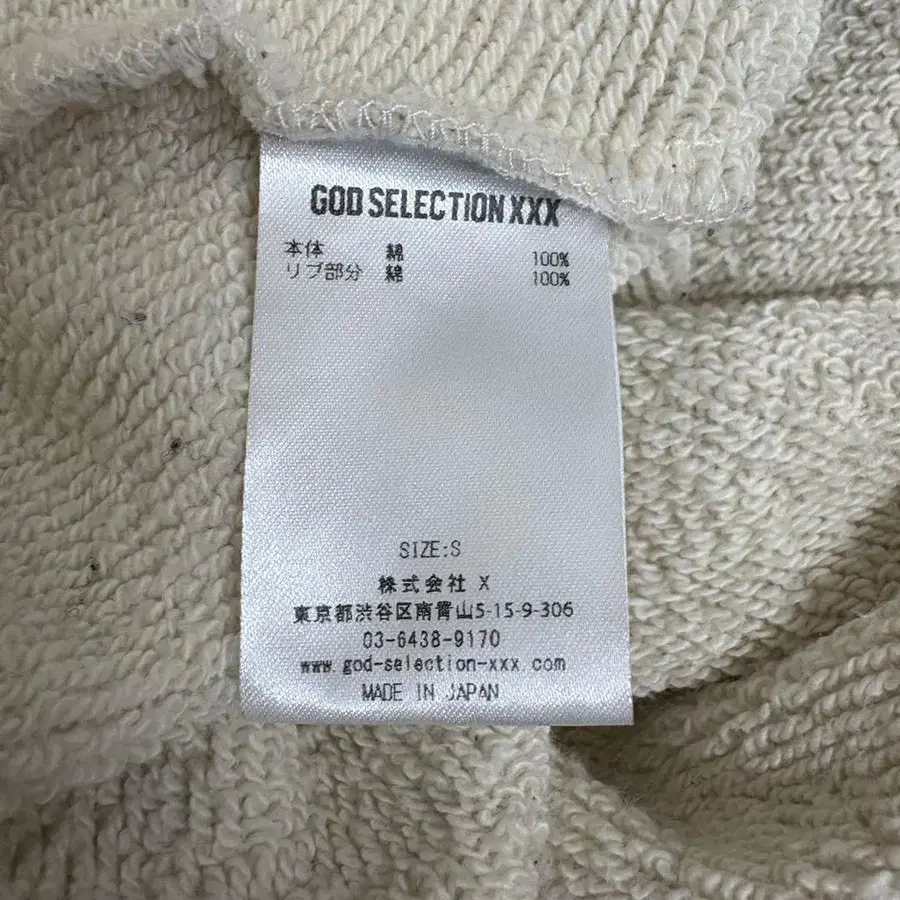 GOD SELECTION XXX
本体 綿 100%
リブ部分 綿 100%
SIZE:S
株式会社 X
東京都渋谷区南青山5-15-9-306
03-6438-9170
www.god-selection-xxx.com
MADE IN JAPAN